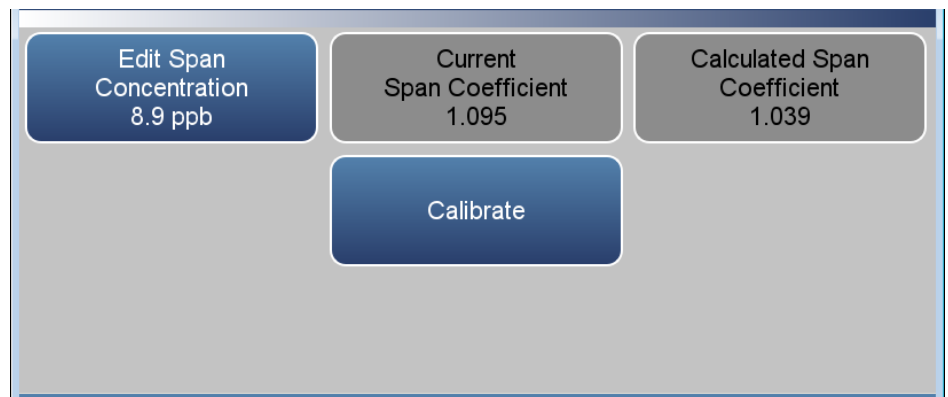 Edit Span
Concentration
8.9 ppb
Current
Span Coefficient
1.095
Calculated Span
Coefficient
1.039
Calibrate